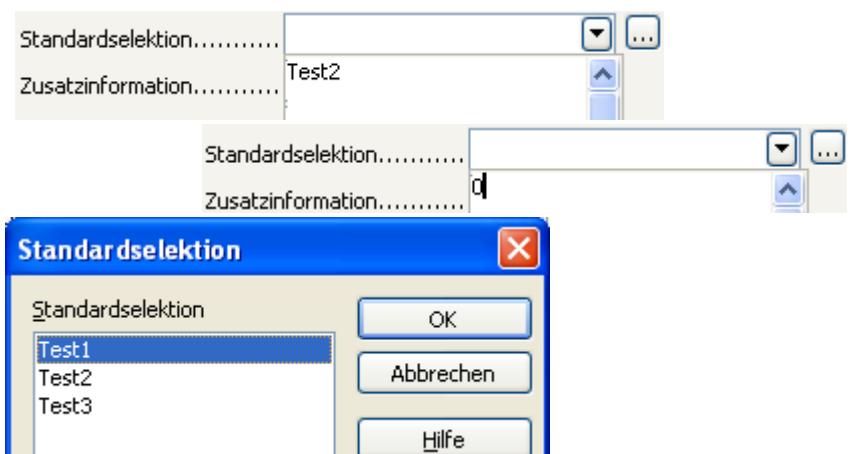 Standardselektion........... ...
Zusatzinformation........... Test2
Standardselektion........... ...
Zusatzinformation........... 0
Standardselektion
Standardselektion
OK
Test1
Test2
Abbrechen
Test3
Hilfe